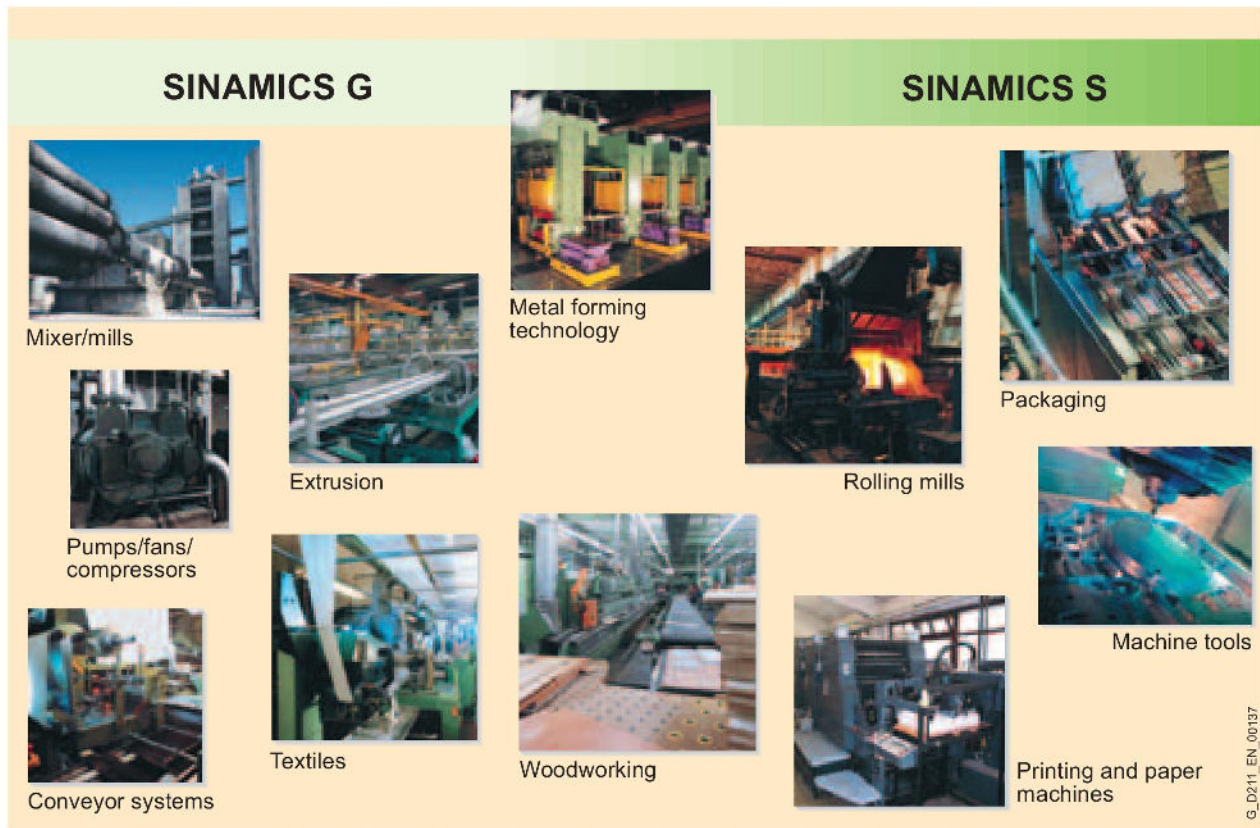 SINAMICS G
SINAMICS S
Mixer/mills
Metal forming
technology
Packaging
Extrusion
Rolling mills
Pumps/fans/
compressors
Machine tools
Textiles
Woodworking
Printing and paper
machines
Conveyor systems
G_D211_EN_00137